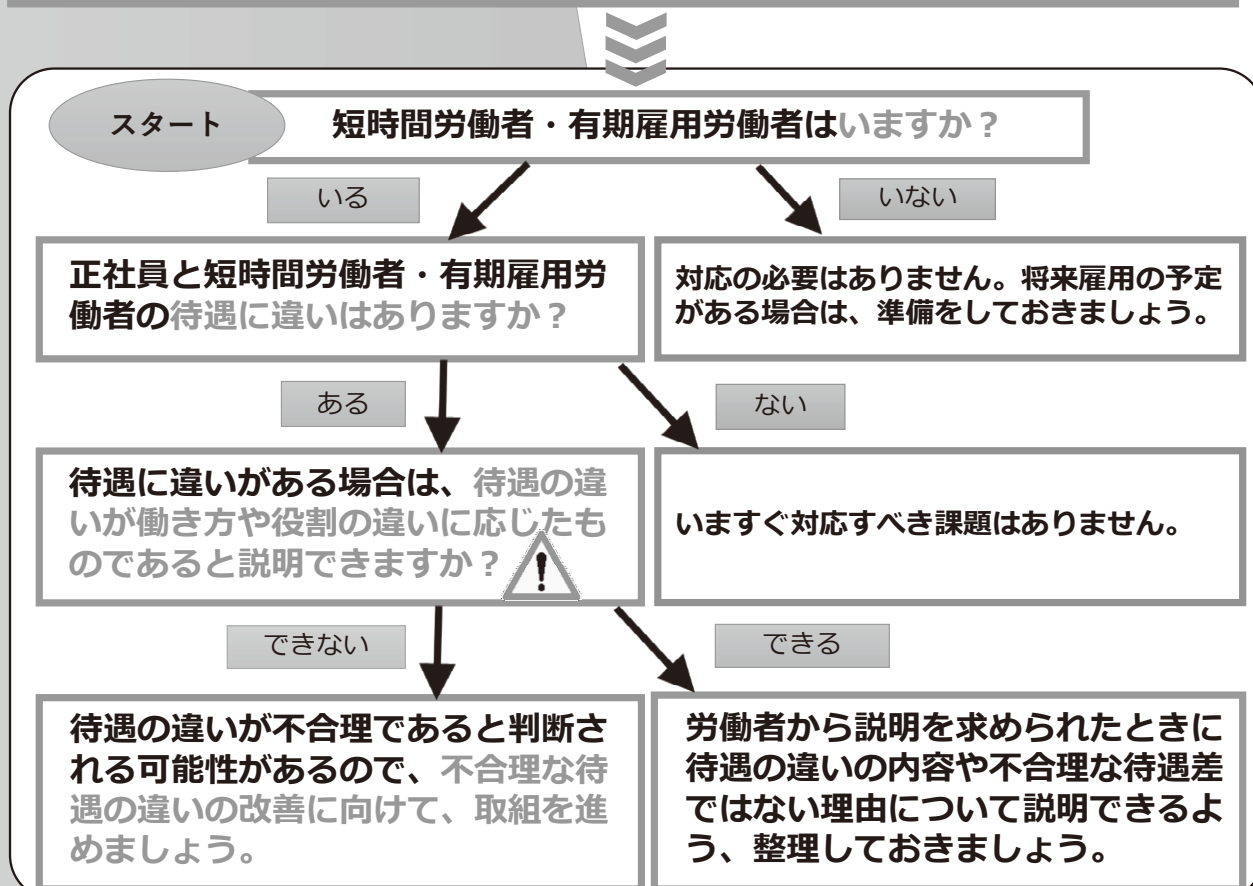 スタート
短時間労働者・有期雇用労働者はいますか？
いる
いない
正社員と短時間労働者・有期雇用労
働者の待遇に違いはありますか？
対応の必要はありません。将来雇用の予定
がある場合は、準備をしておきましょう。
ある
ない
待遇に違いがある場合は、待遇の違
いが働き方や役割の違いに応じたも
のであると説明できますか？
!
いますぐ対応すべき課題はありません。
できない
できる
待遇の違いが不合理であると判断さ
れる可能性があるので、不合理な待
遇の違いの改善に向けて、取組を進
めましょう。
労働者から説明を求められたときに
待遇の違いの内容や不合理な待遇差
ではない理由について説明できるよ
う、整理しておきましょう。